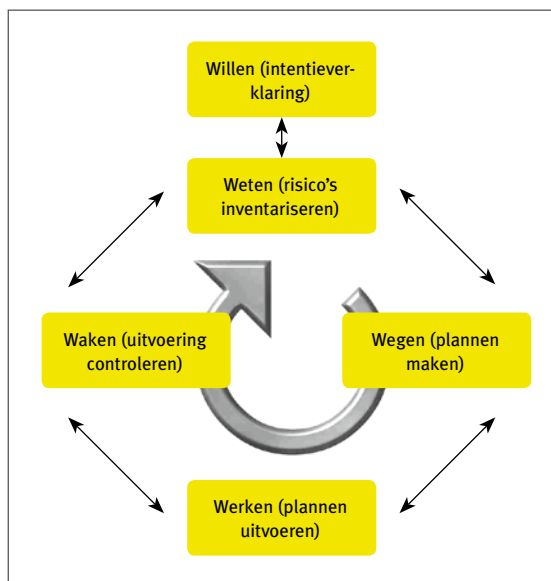 Willen (intentiever-
klaring)
Weten (risico's
inventariseren)
Waken (uitvoering
controleren)
Wegen (plannen
maken)
Werken (plannen
uitvoeren)